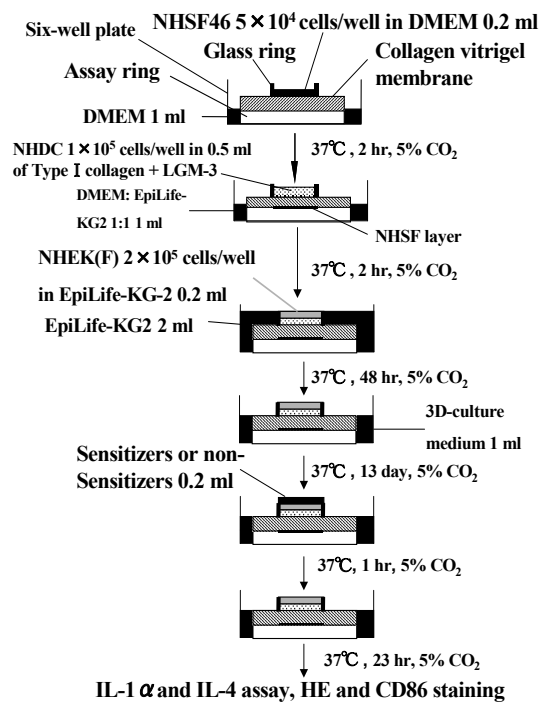 NHSF46 5×10⁴ cells/well in DMEM 0.2 ml
Six-well plate
Glass ring
Collagen vitrigel
membrane
Assay ring
DMEM 1 ml
NHDC 1×10⁵ cells/well in 0.5 ml
of Type I collagen + LGM-3
37℃, 2 hr, 5% CO₂
DMEM: EpiLife-
KG2 1:1 1 ml
NHSF layer
NHEK(F) 2×10⁵ cells/well
in EpiLife-KG-2 0.2 ml
37℃, 2 hr, 5% CO₂
EpiLife-KG2 2 ml
37℃, 48 hr, 5% CO₂
3D-culture
medium 1 ml
Sensitizers or non-
Sensitizers 0.2 ml
37℃, 13 day, 5% CO₂
37℃, 1 hr, 5% CO₂
37℃, 23 hr, 5% CO₂
IL-1 α and IL-4 assay, HE and CD86 staining